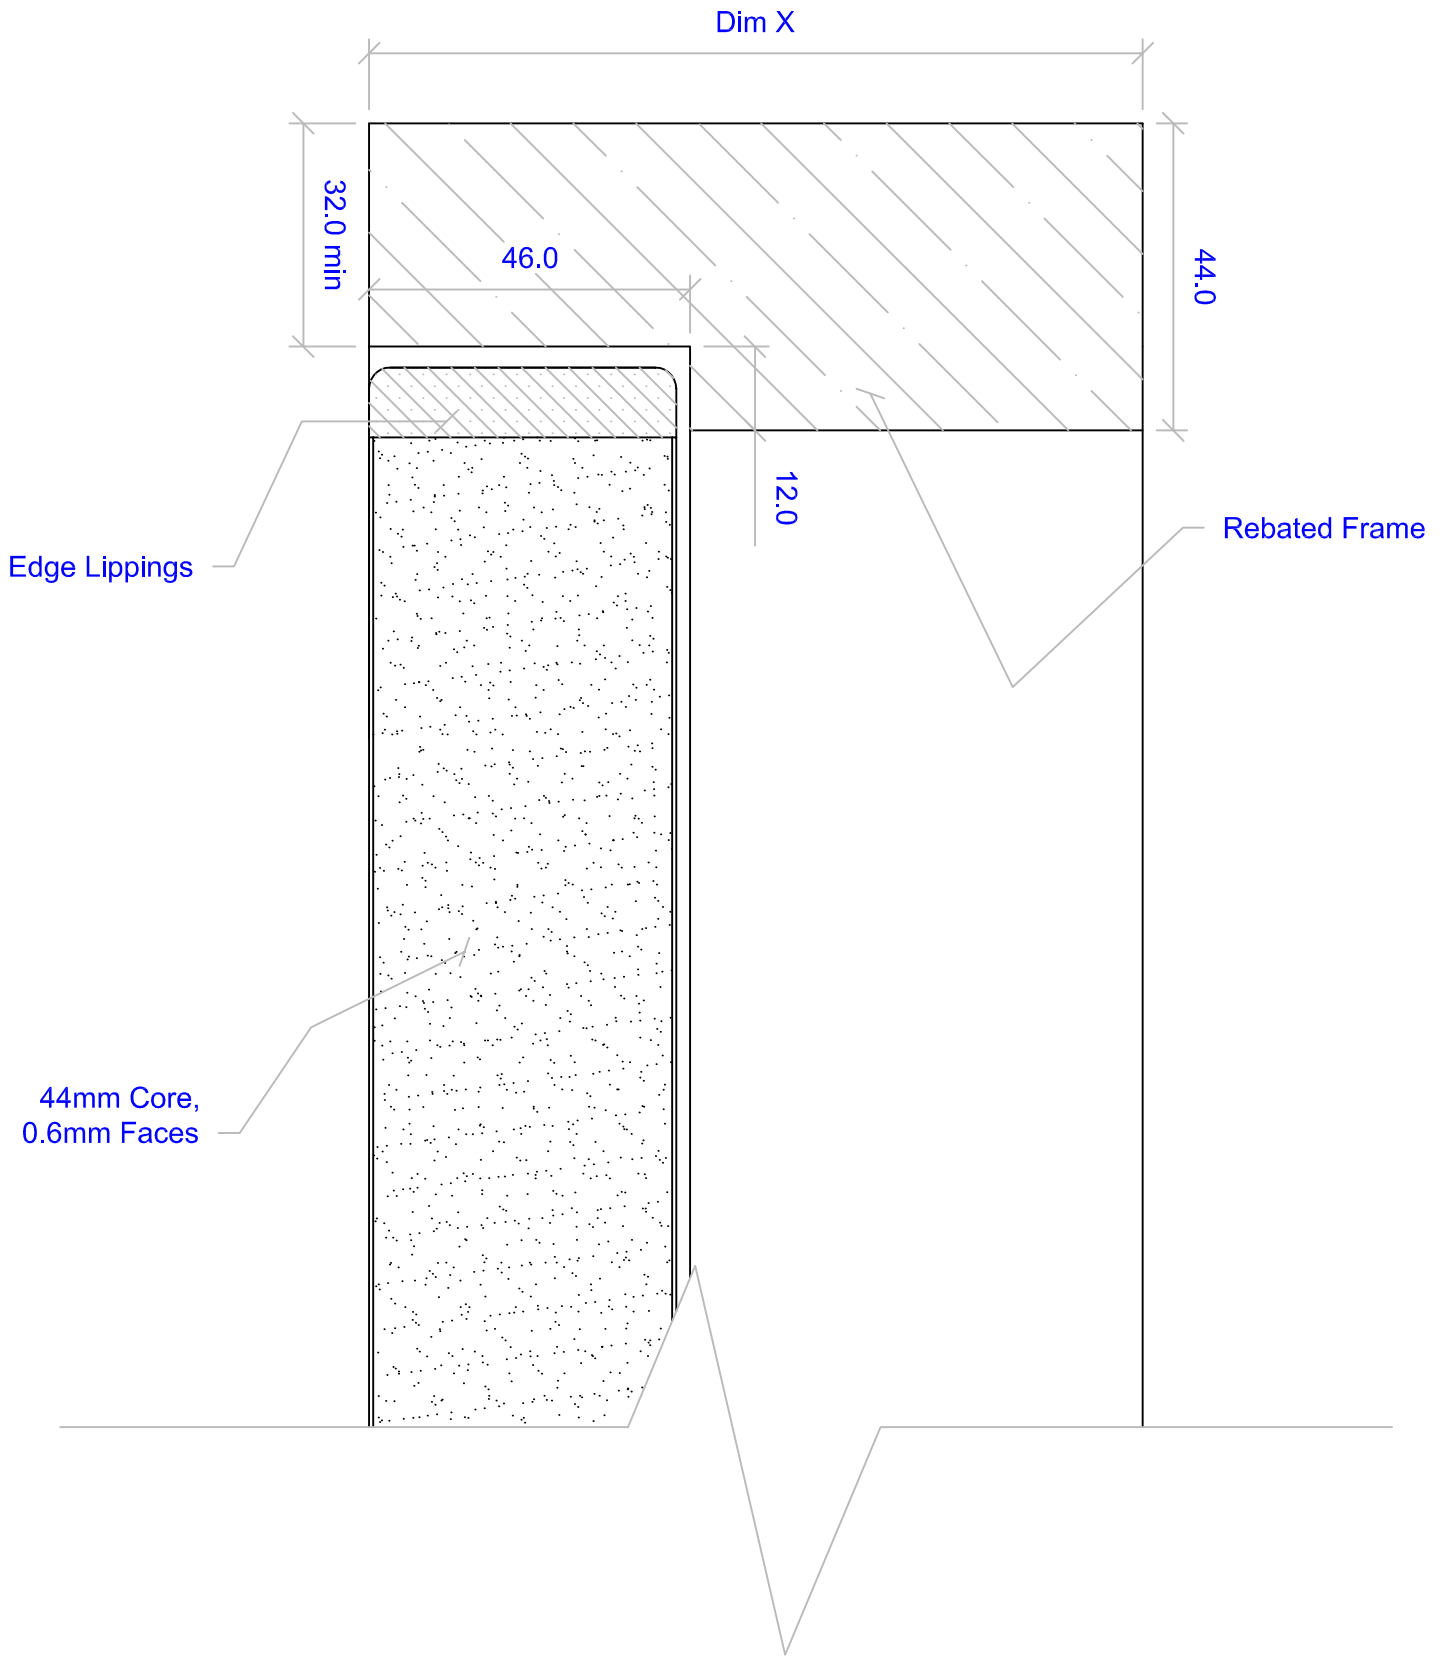 Dim X
32.0 min
46.0
44.0
12.0
Rebated Frame
Edge Lippings
44mm Core,
0.6mm Faces